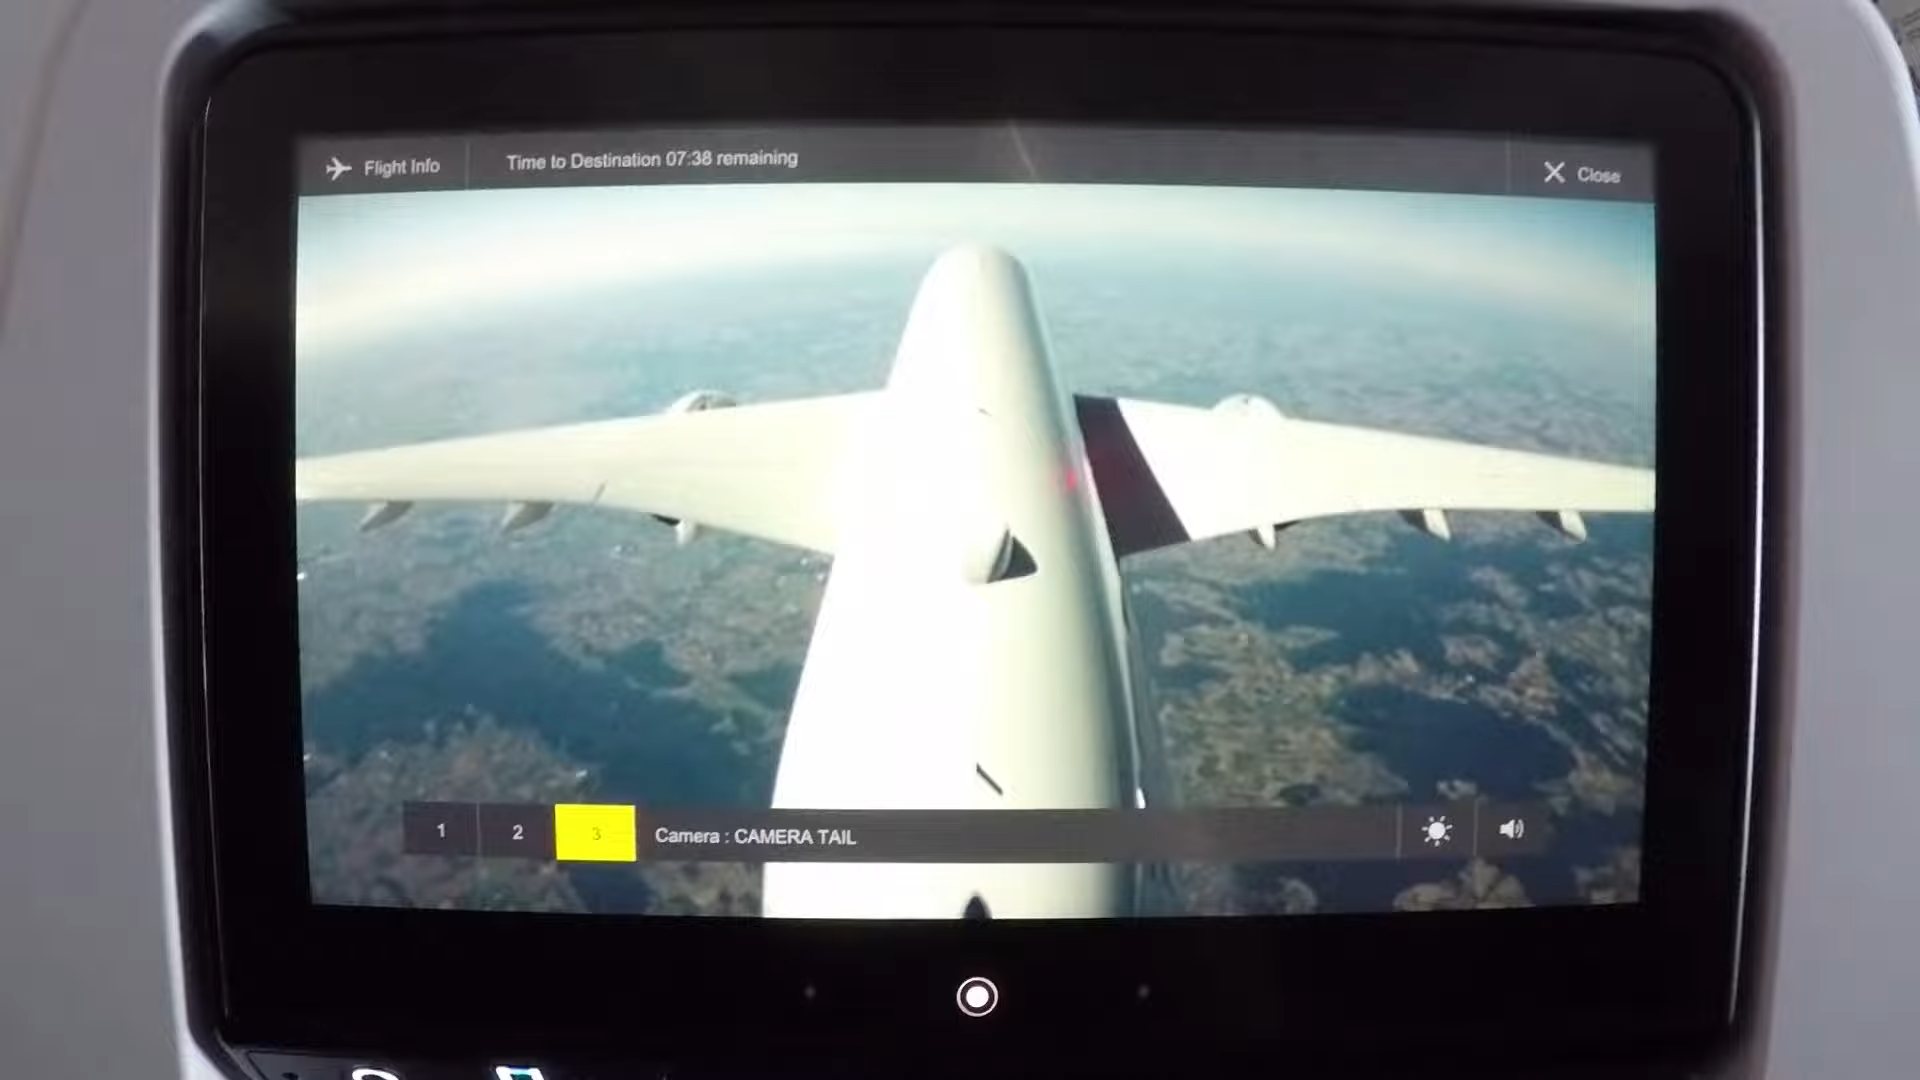 Flight Info
Time to Destination 07:38 remaining
Close
1
2
3
Camera : CAMERA TAIL